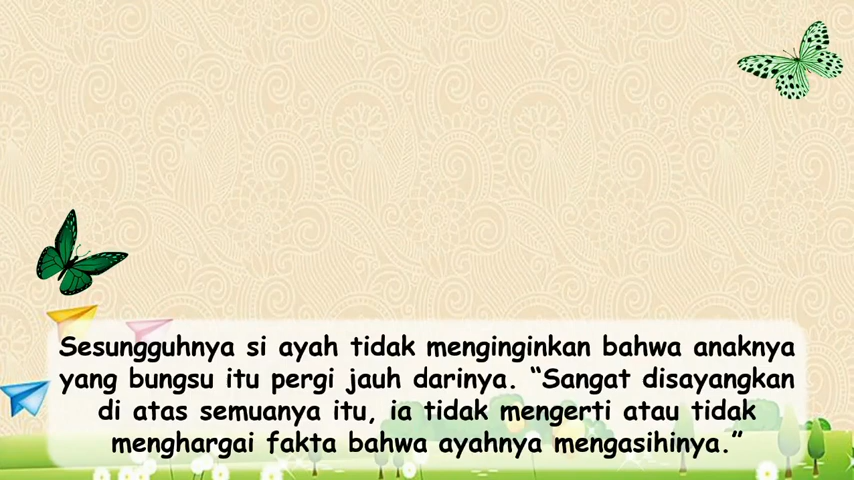 Sesungguhnya si ayah tidak menginginkan bahwa anaknya
yang bungsu itu pergi jauh darinya. “Sangat disayangkan
di atas semuanya itu, ia tidak mengerti atau tidak
menghargai fakta bahwa ayahnya mengasihinya.”